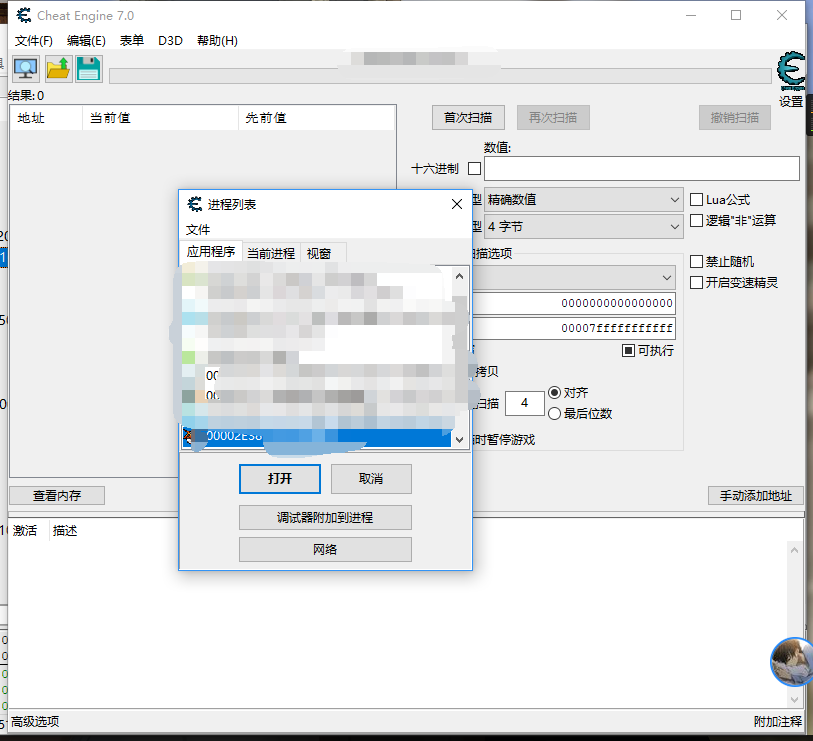 Cheat Engine 7.0
文件(F) 编辑(E) 表单 D3D 帮助(H)
设置
结果:0
地址 当前值 先前值
首次扫描 再次扫描 撤销扫描
数值:
十六进制
型 精确数值
Lua公式
型 4 字节
逻辑"非"运算
扫描选项
禁止随机
开启变速精灵
0000000000000000
00007fffffffffff
可执行
拷贝
扫描 4 对齐
最后位数
时暂停游戏
进程列表
文件
应用程序 当前进程 视窗
00
00
00002E38
打开 取消
调试器附加到进程
网络
查看内存 手动添加地址
激活 描述
高级选项 附加注释